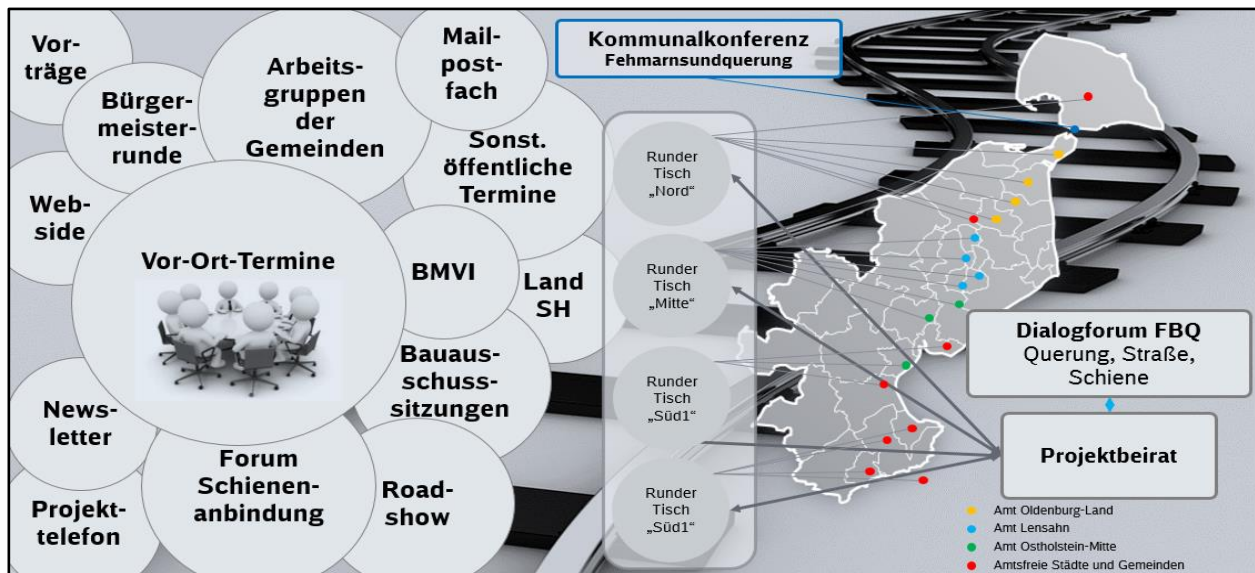 Vor-
träge
Bürger-
meister-
runde
Arbeits-
gruppen
der
Gemeinden
Mail-
post-
fach
Sonst.
öffentliche
Termine
Web-
side
Vor-Ort-Termine
BMVI
Land
SH
Bauaus-
schuss-
sitzungen
News-
letter
Forum
Schienen-
anbindung
Road-
show
Projekt-
telefon
Kommunalkonferenz
Fehmarnsundquerung
Runder
Tisch
„Nord“
Runder
Tisch
„Mitte“
Runder
Tisch
„Süd1“
Runder
Tisch
„Süd1“
Dialogforum FBQ
Querung, Straße,
Schiene
Projektbeirat
Amt Oldenburg-Land
Amt Lensahn
Amt Ostholstein-Mitte
Amtsfreie Städte und Gemeinden